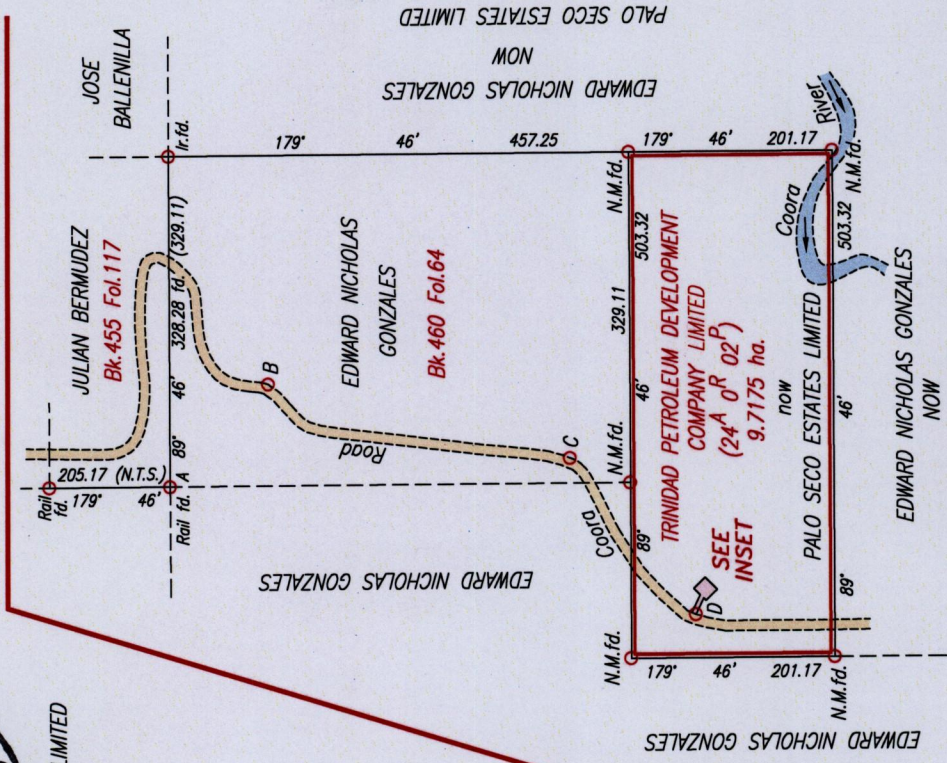 PALO SECO ESTATES LIMITED
NOW
EDWARD NICHOLAS GONZALES
JOSE
BALLENILLA
JULIAN BERMUDEZ
Bk.455 Fol.117
Rail
fd.
179° 46'
205.17 (N.T.S.)
Rail fd.
A
89° 46' 328.28 fd. (329.11)
Ir.fd.
179° 46' 457.25
B
EDWARD NICHOLAS
GONZALES
Bk.460 Fol.64
Road
C
Coora
EDWARD NICHOLAS GONZALES
N.M.fd.
N.M.fd.
N.M.fd.
89° 46' 329.11
503.32
179° 46' 201.17
TRINIDAD PETROLEUM DEVELOPMENT
COMPANY LIMITED
(24ᴬ 0ᴿ 02ᴾ)
9.7175 ha.
now
PALO SECO ESTATES LIMITED
SEE
INSET
D
179° 46' 201.17
Coora River
N.M.fd.
N.M.fd.
89° 46' 503.32
EDWARD NICHOLAS GONZALES
NOW
EDWARD NICHOLAS GONZALES
LIMITED